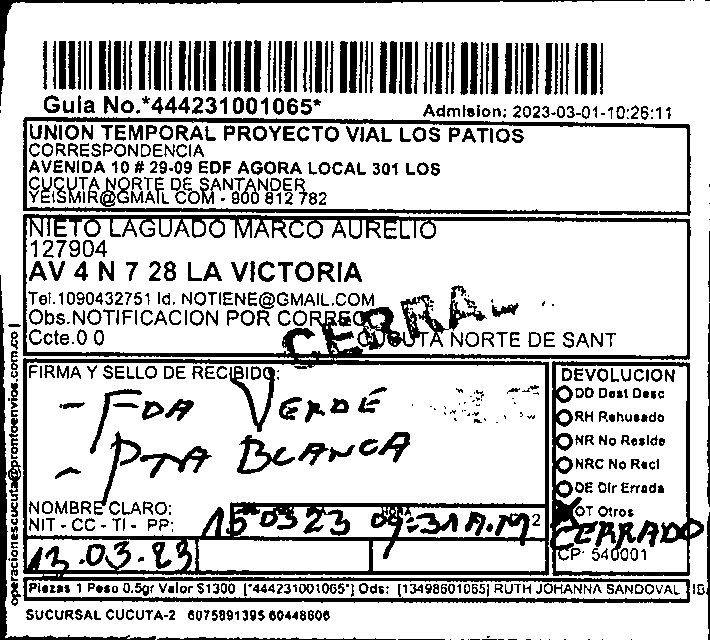 Guia No.*444231001065*
Admision: 2023-03-01-10:26:11
UNION TEMPORAL PROYECTO VIAL LOS PATIOS
CORRESPONDENCIA
AVENIDA 10 # 29-09 EDF AGORA LOCAL 301 LOS
CUCUTA NORTE DE SANTANDER
YEISMIR@GMAIL COM - 900 812 782
NIETO LAGUADO MARCO AURELIO
127904
AV 4 N 7 28 LA VICTORIA
Tel.1090432751 Id. NOTIENE@GMAIL.COM
Obs.NOTIFICACION POR CORREO
Ccte.0 0
CUCUTA NORTE DE SANT
FIRMA Y SELLO DE RECIBIDO:
- FDA VERDE
- PTA BLANCA
DEVOLUCION
DD Dest Desc
RH Rehusado
NR No Reside
NRC No Recl
DE Dir Errada
OT Otros
CERRADO
CP: 540001
NOMBRE CLARO:
NIT - CC - TI - PP:
HORA
15 03 23 09:31 A.M
13.03.23
operacionescucuta@prontoenvios.com.co
Piezas 1 Peso 0.5gr Valor $1300 [*444231001065*] Ods: [13498601065] RUTH JOHANNA SANDOVAL
SUCURSAL CUCUTA-2 6075891395 60448606